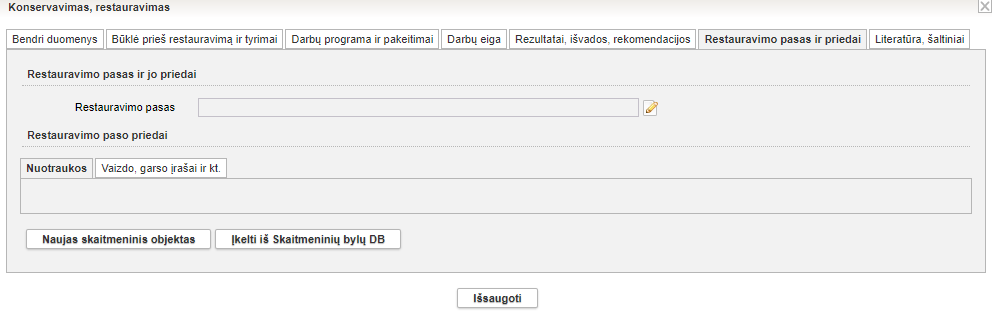 Konservavimas, restauravimas
Bendri duomenys
Būklė prieš restauravimą ir tyrimai
Darbų programa ir pakeitimai
Darbų eiga
Rezultatai, išvados, rekomendacijos
Restauravimo pasas ir priedai
Literatūra, šaltiniai
Restauravimo pasas ir jo priedai
Restauravimo pasas
Restauravimo paso priedai
Nuotraukos
Vaizdo, garso įrašai ir kt.
Naujas skaitmeninis objektas
Įkelti iš Skaitmeninių bylų DB
Išsaugoti